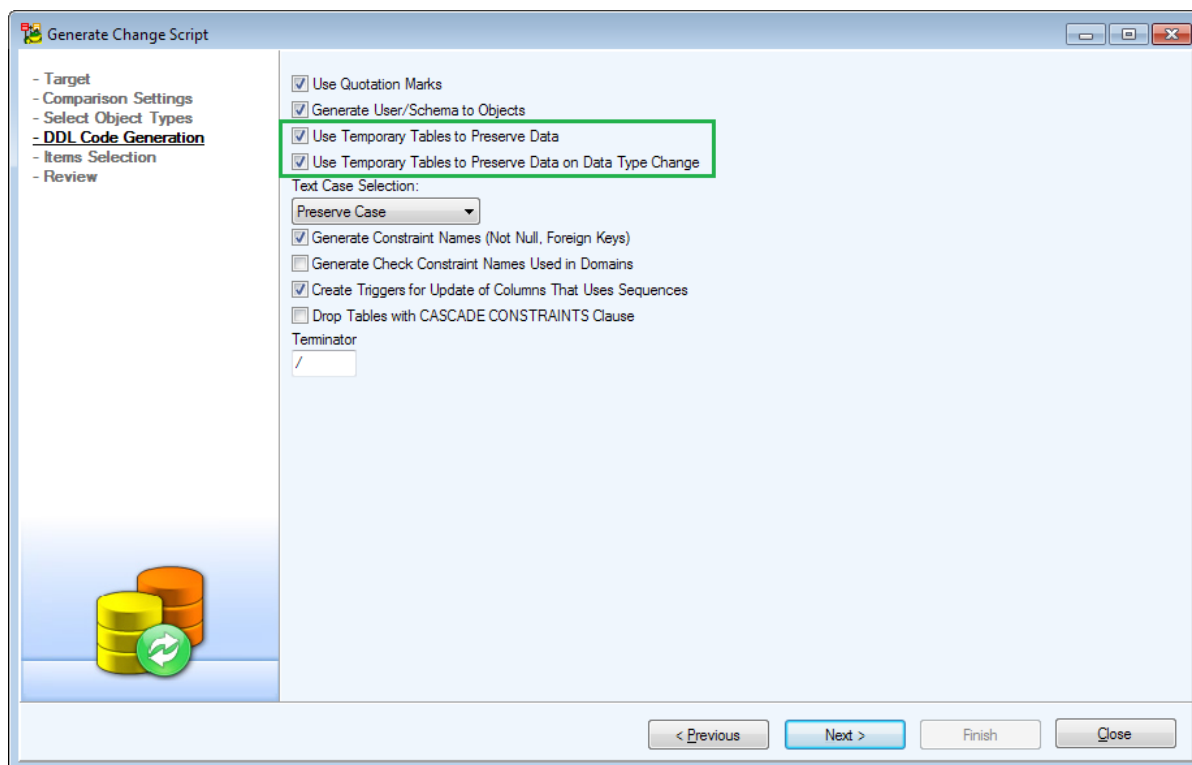 Generate Change Script
- Target
- Comparison Settings
- Select Object Types
- DDL Code Generation
- Items Selection
- Review
Use Quotation Marks
Generate User/Schema to Objects
Use Temporary Tables to Preserve Data
Use Temporary Tables to Preserve Data on Data Type Change
Text Case Selection:
Preserve Case
Generate Constraint Names (Not Null, Foreign Keys)
Generate Check Constraint Names Used in Domains
Create Triggers for Update of Columns That Uses Sequences
Drop Tables with CASCADE CONSTRAINTS Clause
Terminator
/
< Previous
Next >
Finish
Close